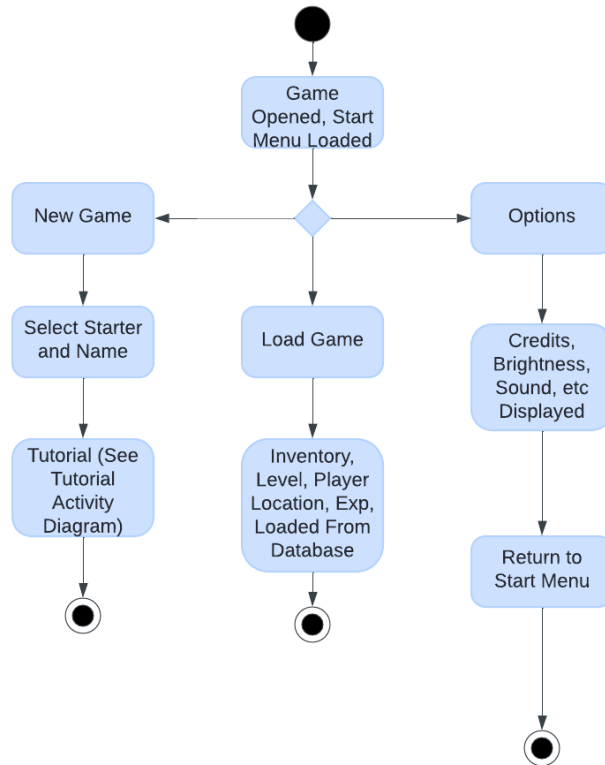 Game
Opened, Start
Menu Loaded
New Game
Options
Select Starter
and Name
Load Game
Credits,
Brightness,
Sound, etc
Displayed
Tutorial (See
Tutorial
Activity
Diagram)
Inventory,
Level, Player
Location, Exp,
Loaded From
Database
Return to
Start Menu